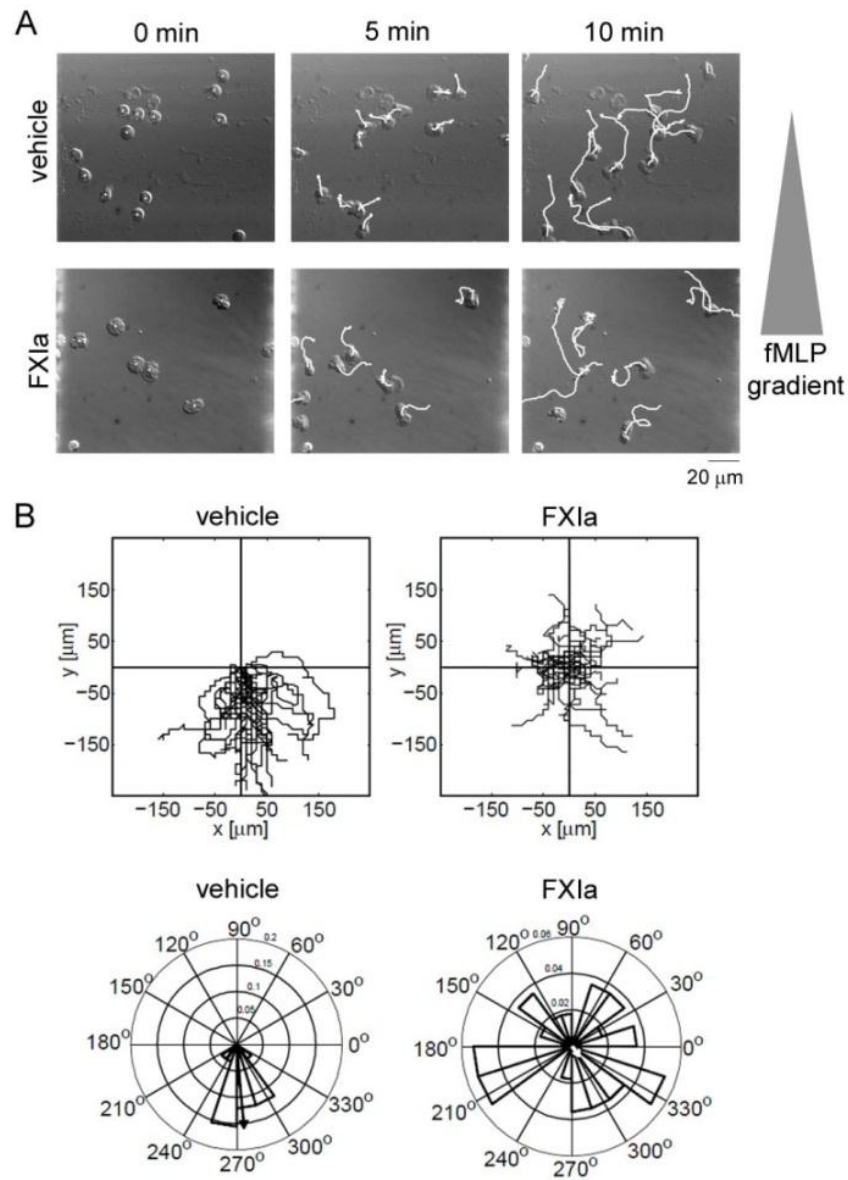 A
0 min 5 min 10 min
vehicle
FXIa
fMLP
gradient
20 μm
B
vehicle FXIa
y [μm] 150 50 −50 −150
x [μm] −150 −50 50 150
y [μm] 150 50 −50 −150
x [μm] −150 −50 50 150
vehicle FXIa
90° 60° 30° 0° 330° 300° 270° 240° 210° 180° 150° 120°
0.2 0.15 0.1 0.05
90° 60° 30° 0° 330° 300° 270° 240° 210° 180° 150° 120°
0.06 0.04 0.02